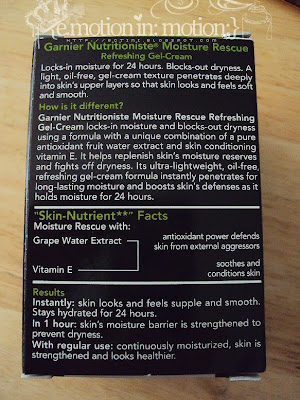 { emotion in: motion: }
Garnier Nutritioniste® Moisture Rescue
Refreshing Gel-Cream
Locks-in moisture for 24 hours. Blocks-out dryness. A
light, oil-free, gel-cream texture penetrates deeply
into skin's upper layers so that skin looks and feels soft
and smooth.
How is it different?
Garnier Nutritioniste Moisture Rescue Refreshing
Gel-Cream locks-in moisture and blocks-out dryness
using a formula with a unique combination of a pure
antioxidant fruit water extract and skin conditioning
vitamin E. It helps replenish skin's moisture reserves
and fights off dryness. Its ultra-lightweight, oil-free,
refreshing gel-cream formula instantly penetrates for
long-lasting moisture and boosts skin's defenses as it
holds moisture for 24 hours.
"Skin-Nutrient**" Facts
Moisture Rescue with:
Grape Water Extract
antioxidant power defends
skin from external aggressors
Vitamin E
soothes and
conditions skin
Results
Instantly: skin looks and feels supple and smooth.
Stays hydrated for 24 hours.
In 1 hour: skin's moisture barrier is strengthened to
prevent dryness.
With regular use: continuously moisturized, skin is
strengthened and looks healthier.